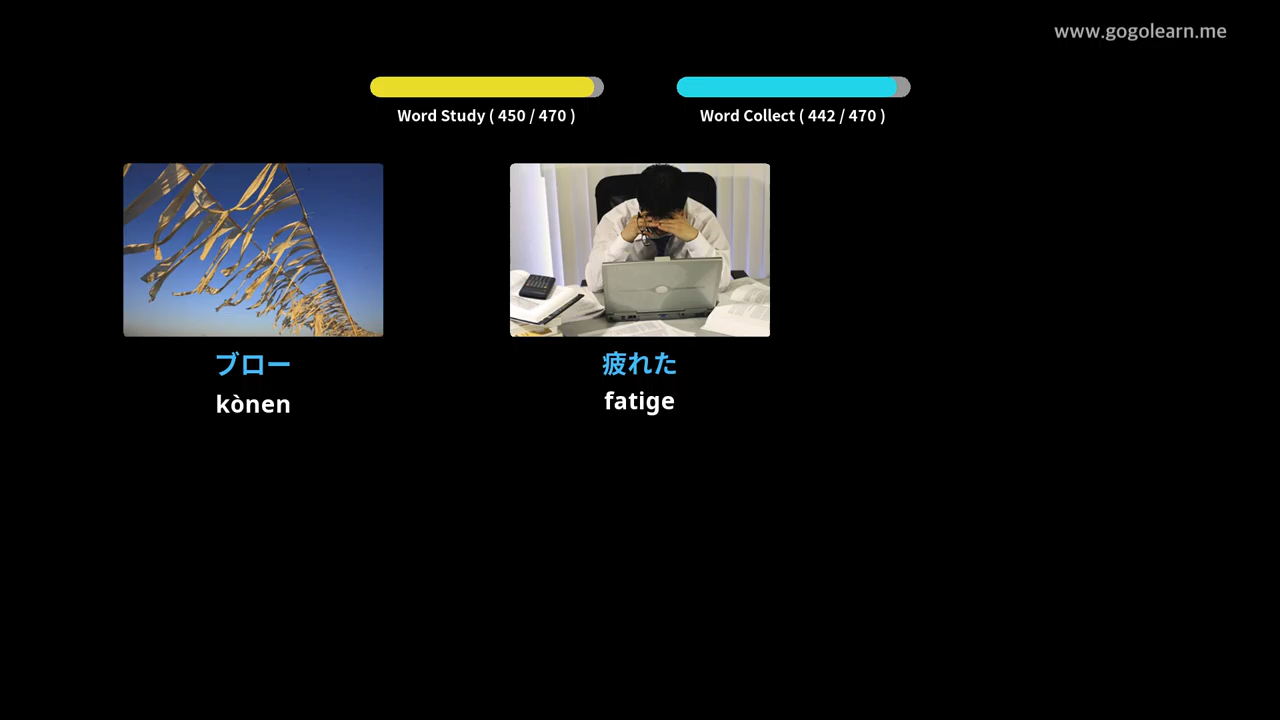 www.gogolearn.me
Word Study ( 450 / 470 )
Word Collect ( 442 / 470 )
ブロー
kònen
疲れた
fatige